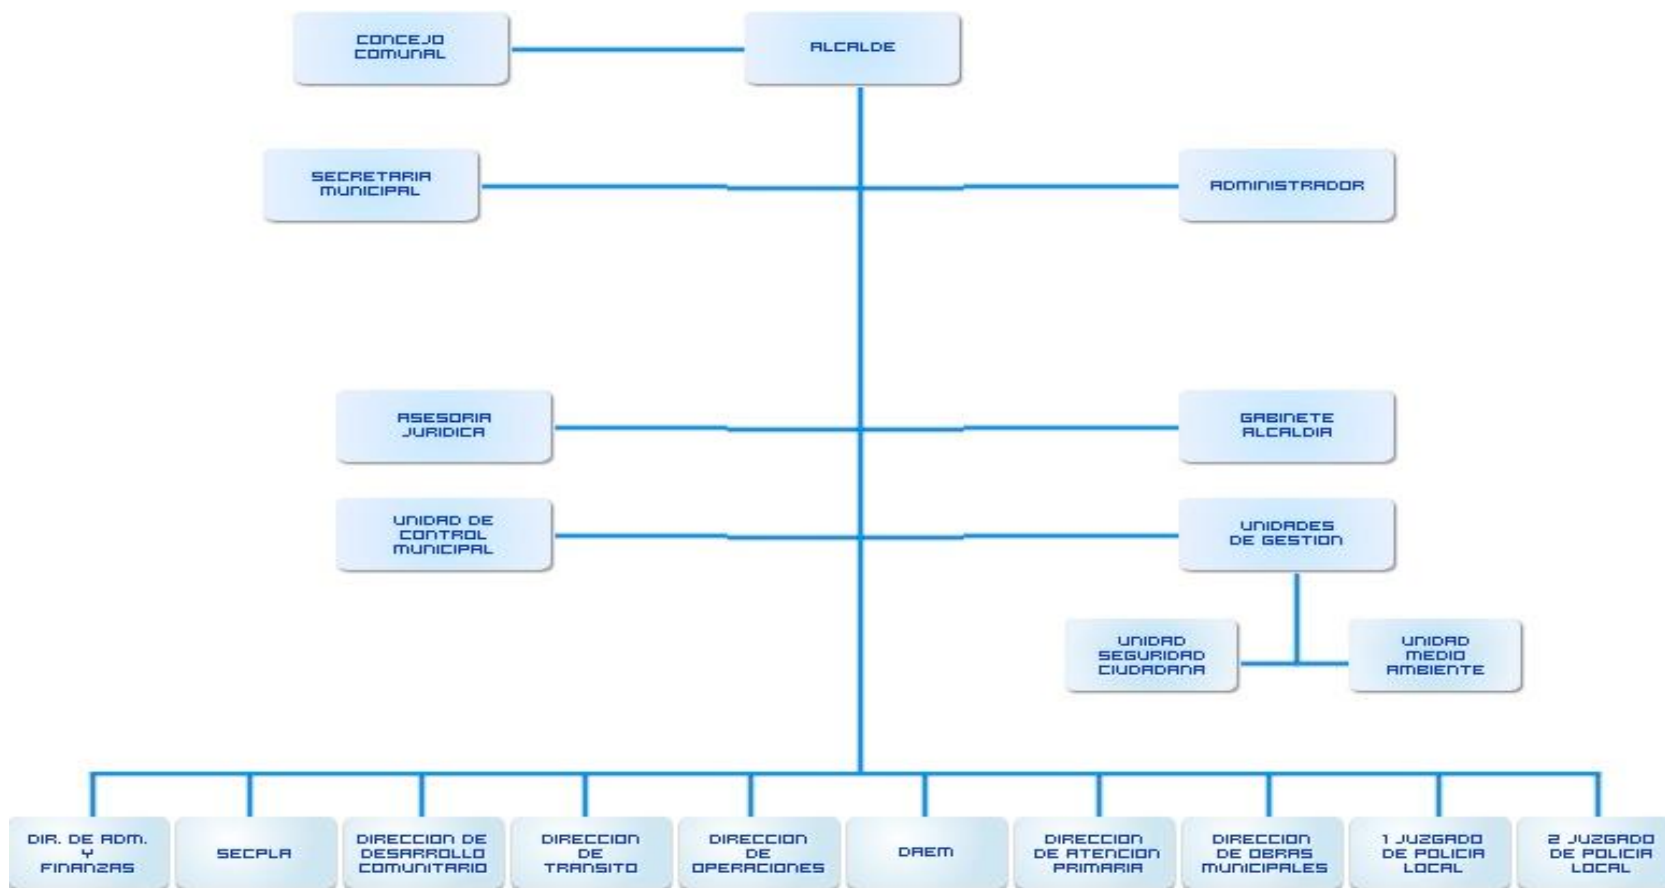 CONCEJO
COMUNAL
ALCALDE
SECRETARIA
MUNICIPAL
ADMINISTRADOR
ASESORIA
JURIDICA
GABINETE
ALCALDIA
UNIDAD DE
CONTROL
MUNICIPAL
UNIDADES
DE GESTION
UNIDAD
SEGURIDAD
CIUDADANA
UNIDAD
MEDIO
AMBIENTE
DIR. DE ADM.
Y
FINANZAS
SECPLA
DIRECCION DE
DESARROLLO
COMUNITARIO
DIRECCION
DE
TRANSITO
DIRECCION
DE
OPERACIONES
DAEM
DIRECCION
DE ATENCION
PRIMARIA
DIRECCION
DE OBRAS
MUNICIPALES
1 JUZGADO
DE POLICIA
LOCAL
2 JUZGADO
DE POLICIA
LOCAL